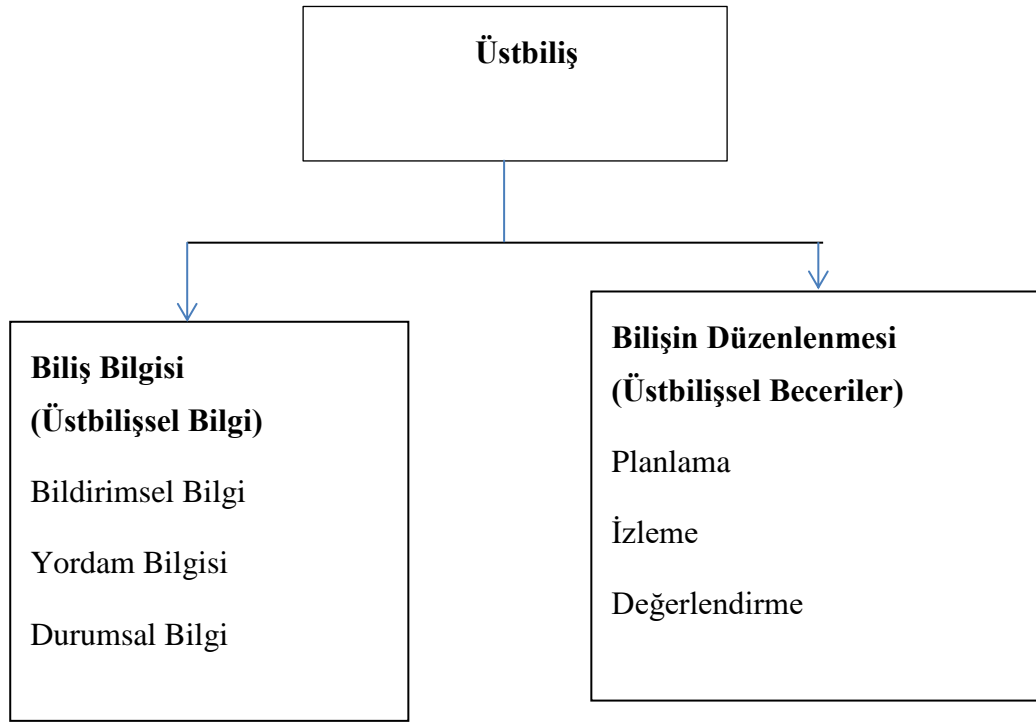 Üstbiliş
Biliş Bilgisi
(Üstbilişsel Bilgi)
Bildirimsel Bilgi
Yordam Bilgisi
Durumsal Bilgi
Bilişin Düzenlenmesi
(Üstbilişsel Beceriler)
Planlama
İzleme
Değerlendirme